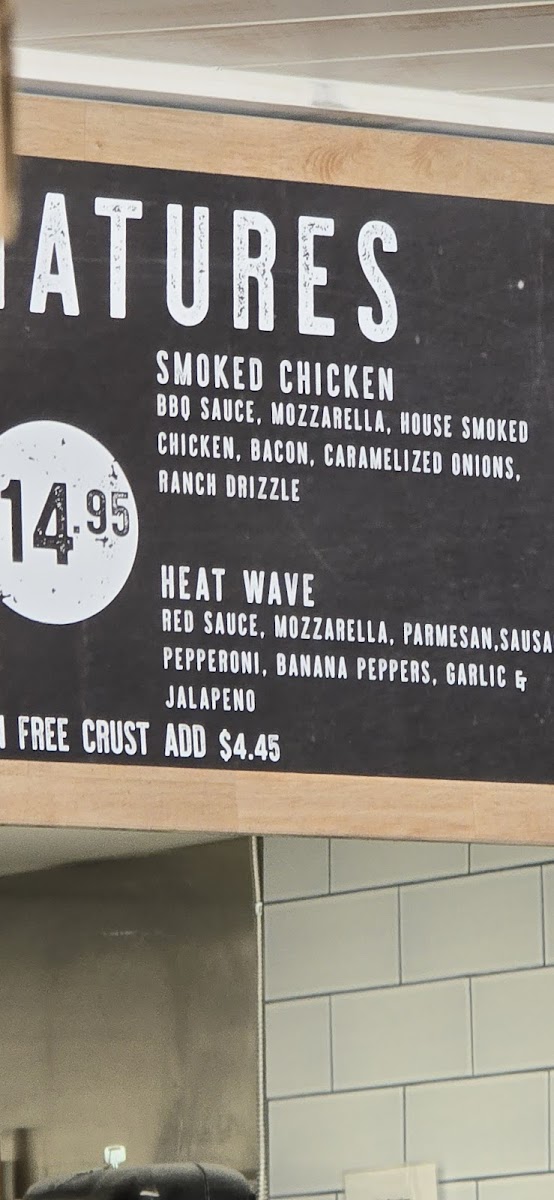 ATURES
SMOKED CHICKEN
BBQ SAUCE, MOZZARELLA, HOUSE SMOKED
CHICKEN, BACON, CARAMELIZED ONIONS,
RANCH DRIZZLE
14.95
HEAT WAVE
RED SAUCE, MOZZARELLA, PARMESAN,SAUSA
PEPPERONI, BANANA PEPPERS, GARLIC &
JALAPENO
FREE CRUST ADD $4.45